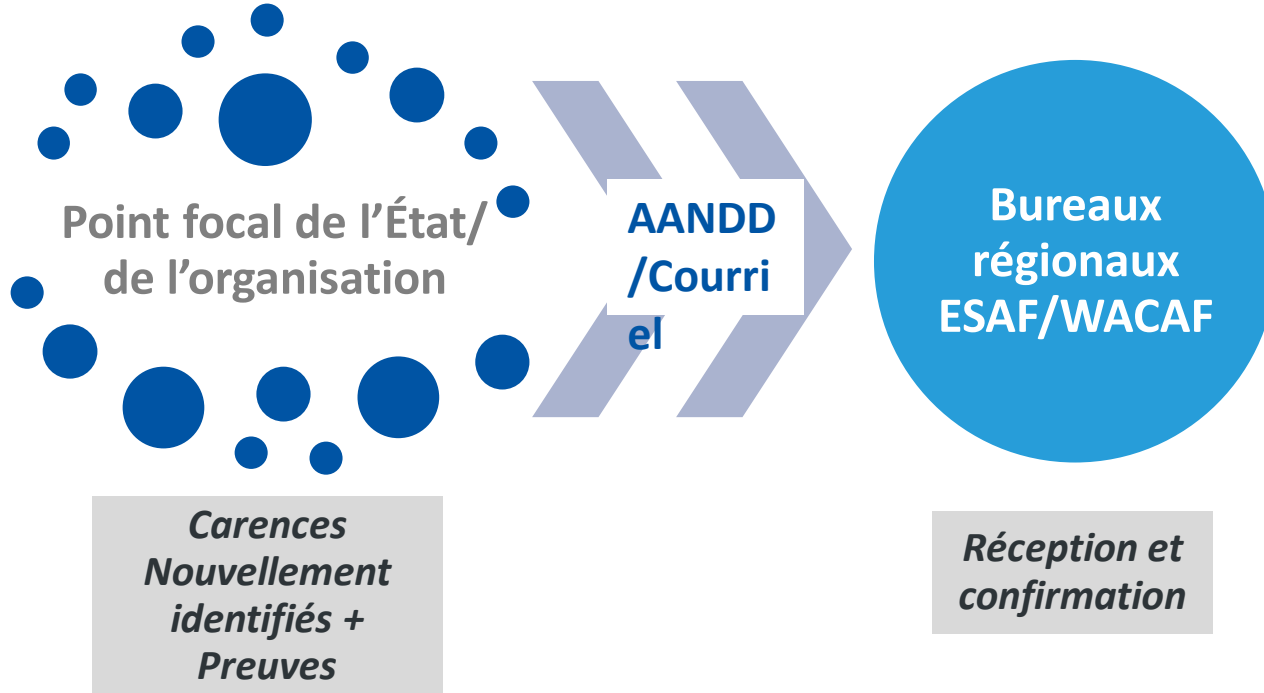 Point focal de l'État/
de l'organisation
AANDD
/Courri
el
Bureaux
régionaux
ESAF/WACAF
Carences
Nouvellement
identifiés +
Preuves
Réception et
confirmation